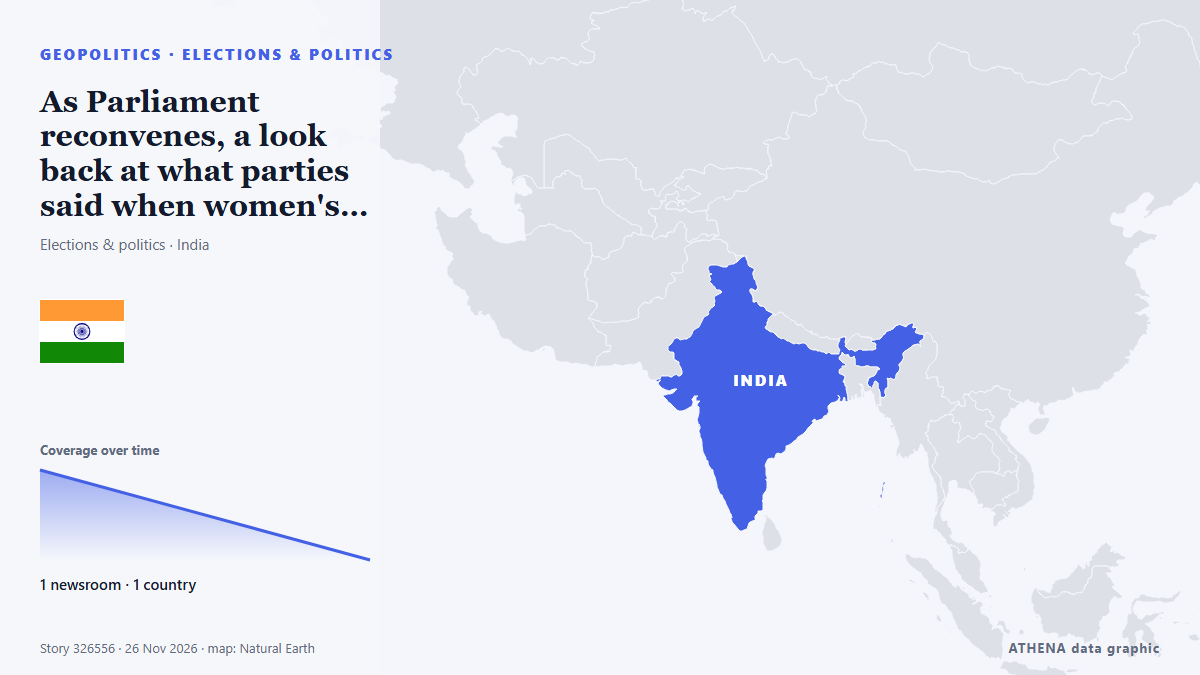 GEOPOLITICS · ELECTIONS & POLITICS
As Parliament
reconvenes, a look
back at what parties
said when women's...
Elections & politics · India
INDIA
Coverage over time
1 newsroom · 1 country
Story 326556 · 26 Nov 2026 · map: Natural Earth
ATHENA data graphic